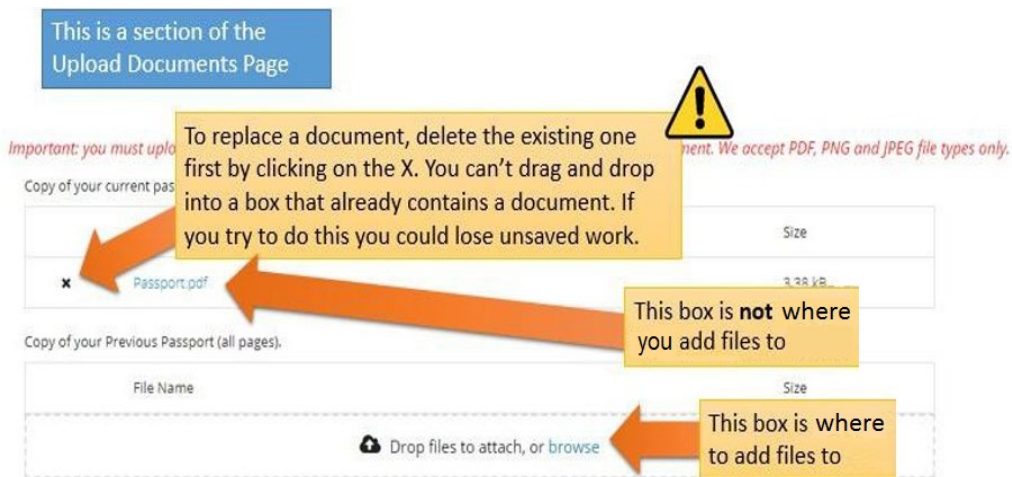 This is a section of the
Upload Documents Page
To replace a document, delete the existing one
first by clicking on the X. You can't drag and drop
into a box that already contains a document. If
you try to do this you could lose unsaved work.
Important: you must We accept PDF, PNG and JPEG file types only.
Copy of your current
Size
x Passport.pdf 3.38 kB
This box is not where
you add files to
Copy of your Previous Passport (all pages).
File Name Size
Drop files to attach, or browse
This box is where
to add files to